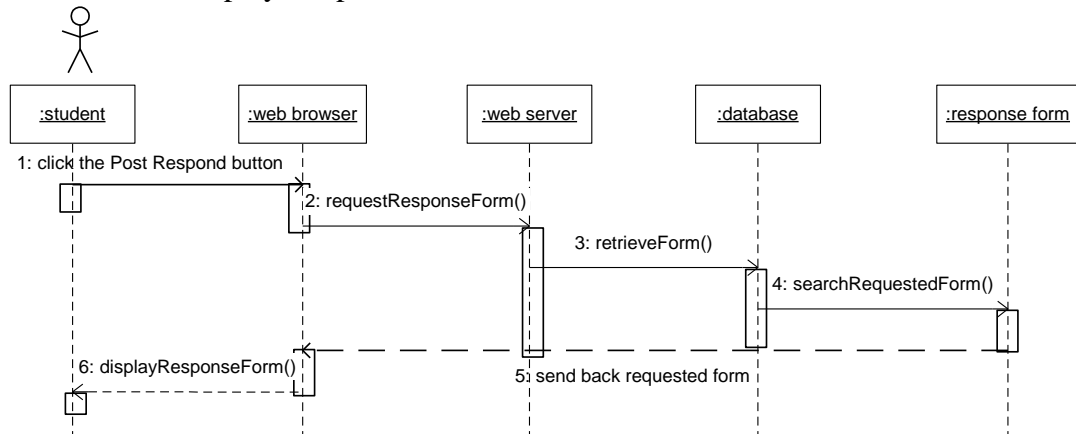 :student
:web browser
:web server
:database
:response form
1: click the Post Respond button
2: requestResponseForm()
3: retrieveForm()
4: searchRequestedForm()
5: send back requested form
6: displayResponseForm()